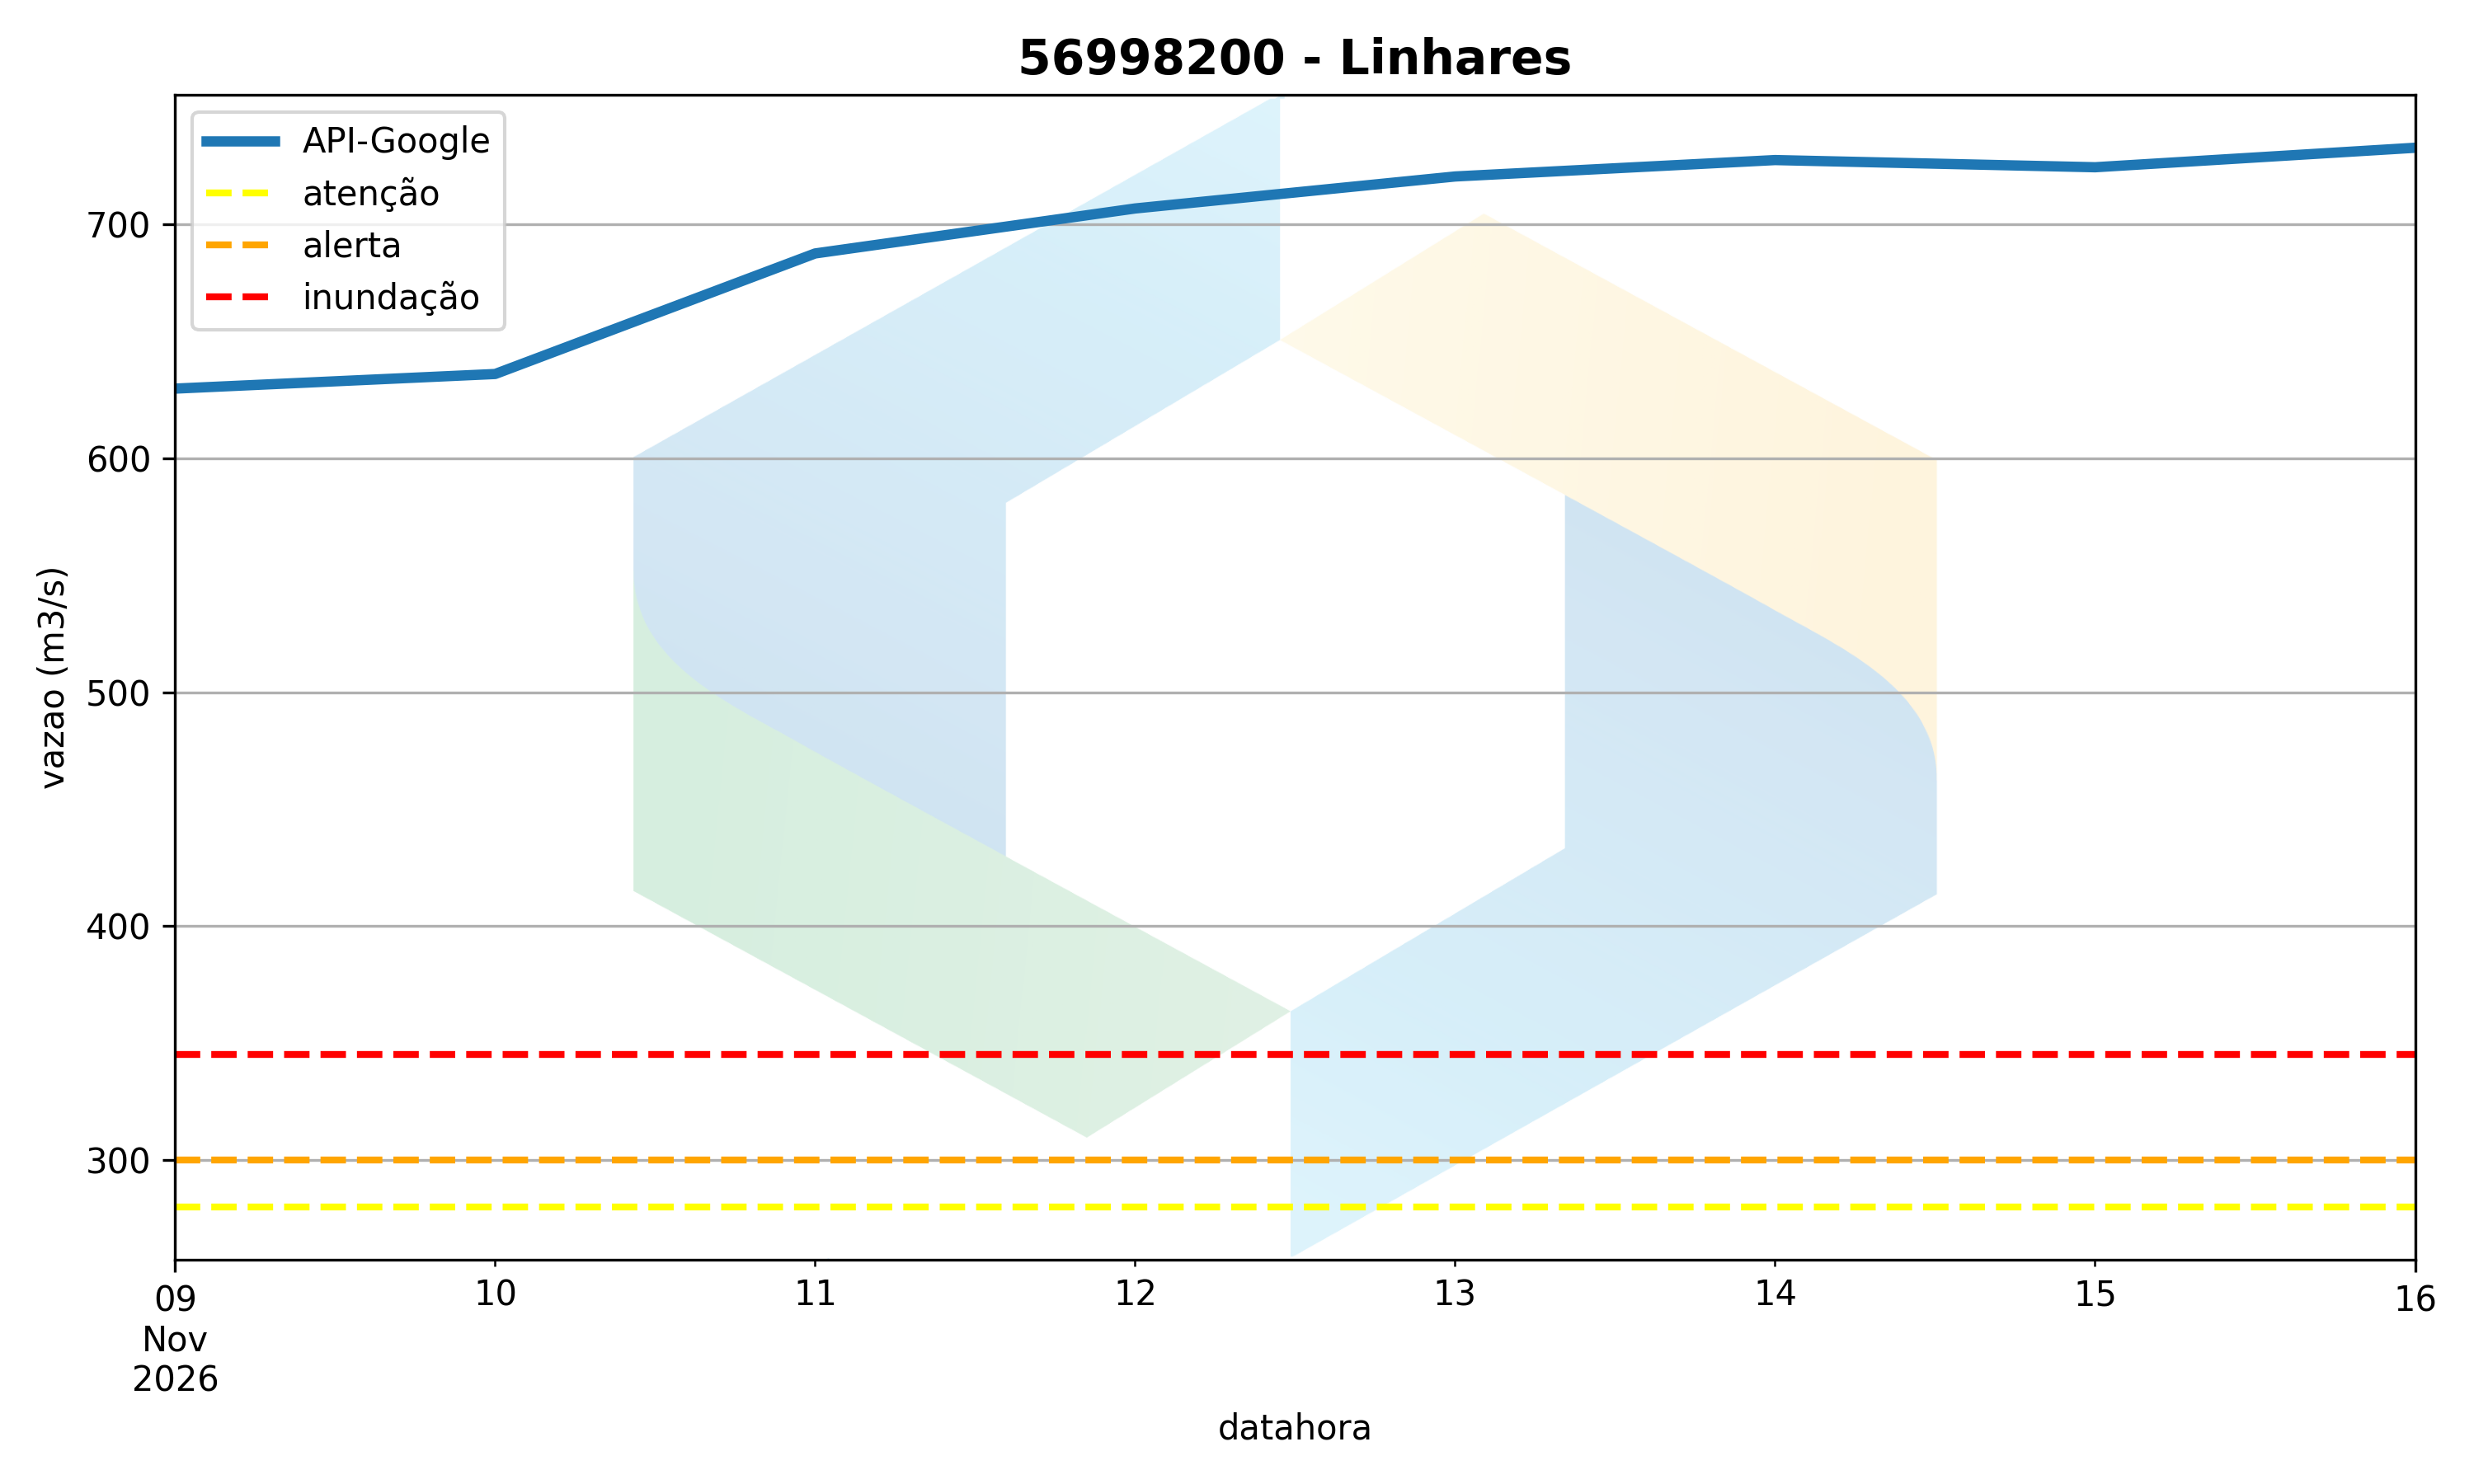 56998200 - Linhares
API-Google
atenção
alerta
inundação
700
600
500
400
300
vazao (m3/s)
09
Nov
2026
10
11
12
13
14
15
16
datahora